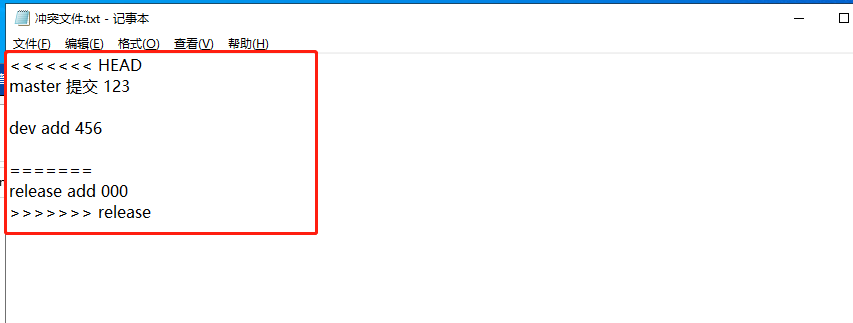 冲突文件.txt - 记事本
文件(F) 编辑(E) 格式(O) 查看(V) 帮助(H)
<<<<<<< HEAD
master 提交 123
dev add 456
=======
release add 000
>>>>>>> release